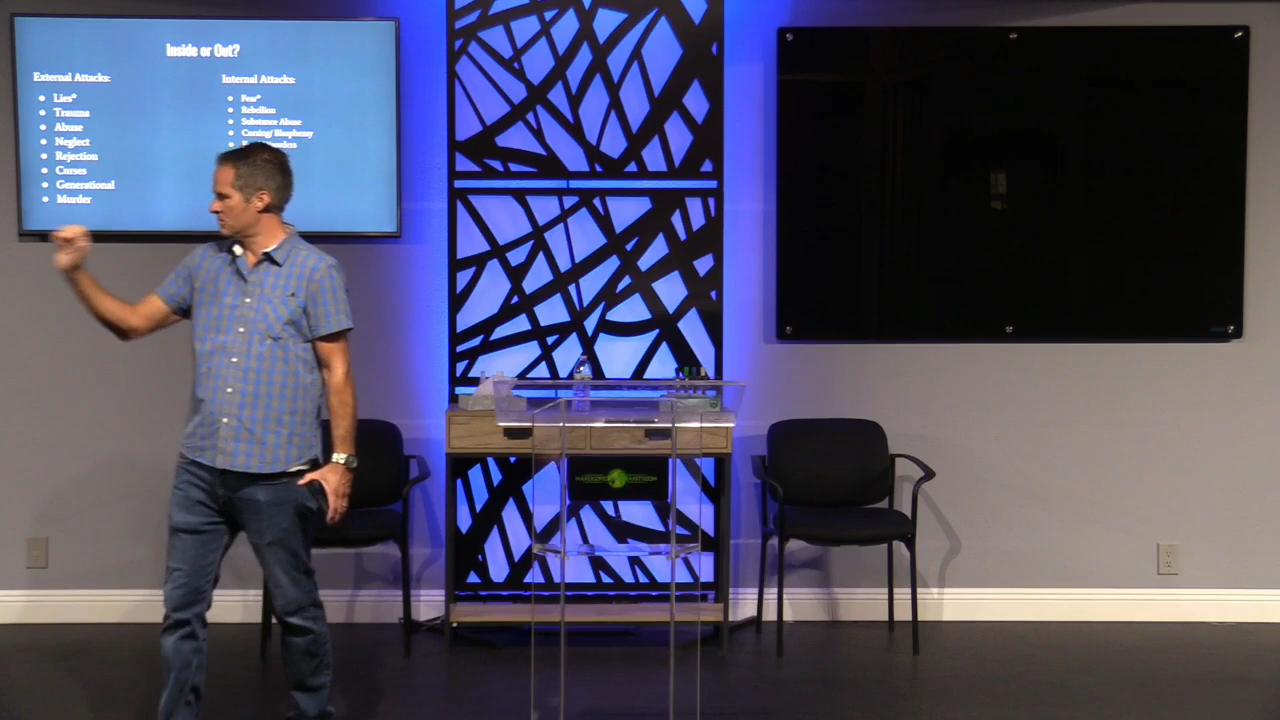 Inside or Out?
External Attacks:
Lies*
Trauma
Abuse
Neglect
Rejection
Curses
Generational
Murder
Internal Attacks:
Fear*
Rebellion
Substance Abuse
Cursing/ Blasphemy